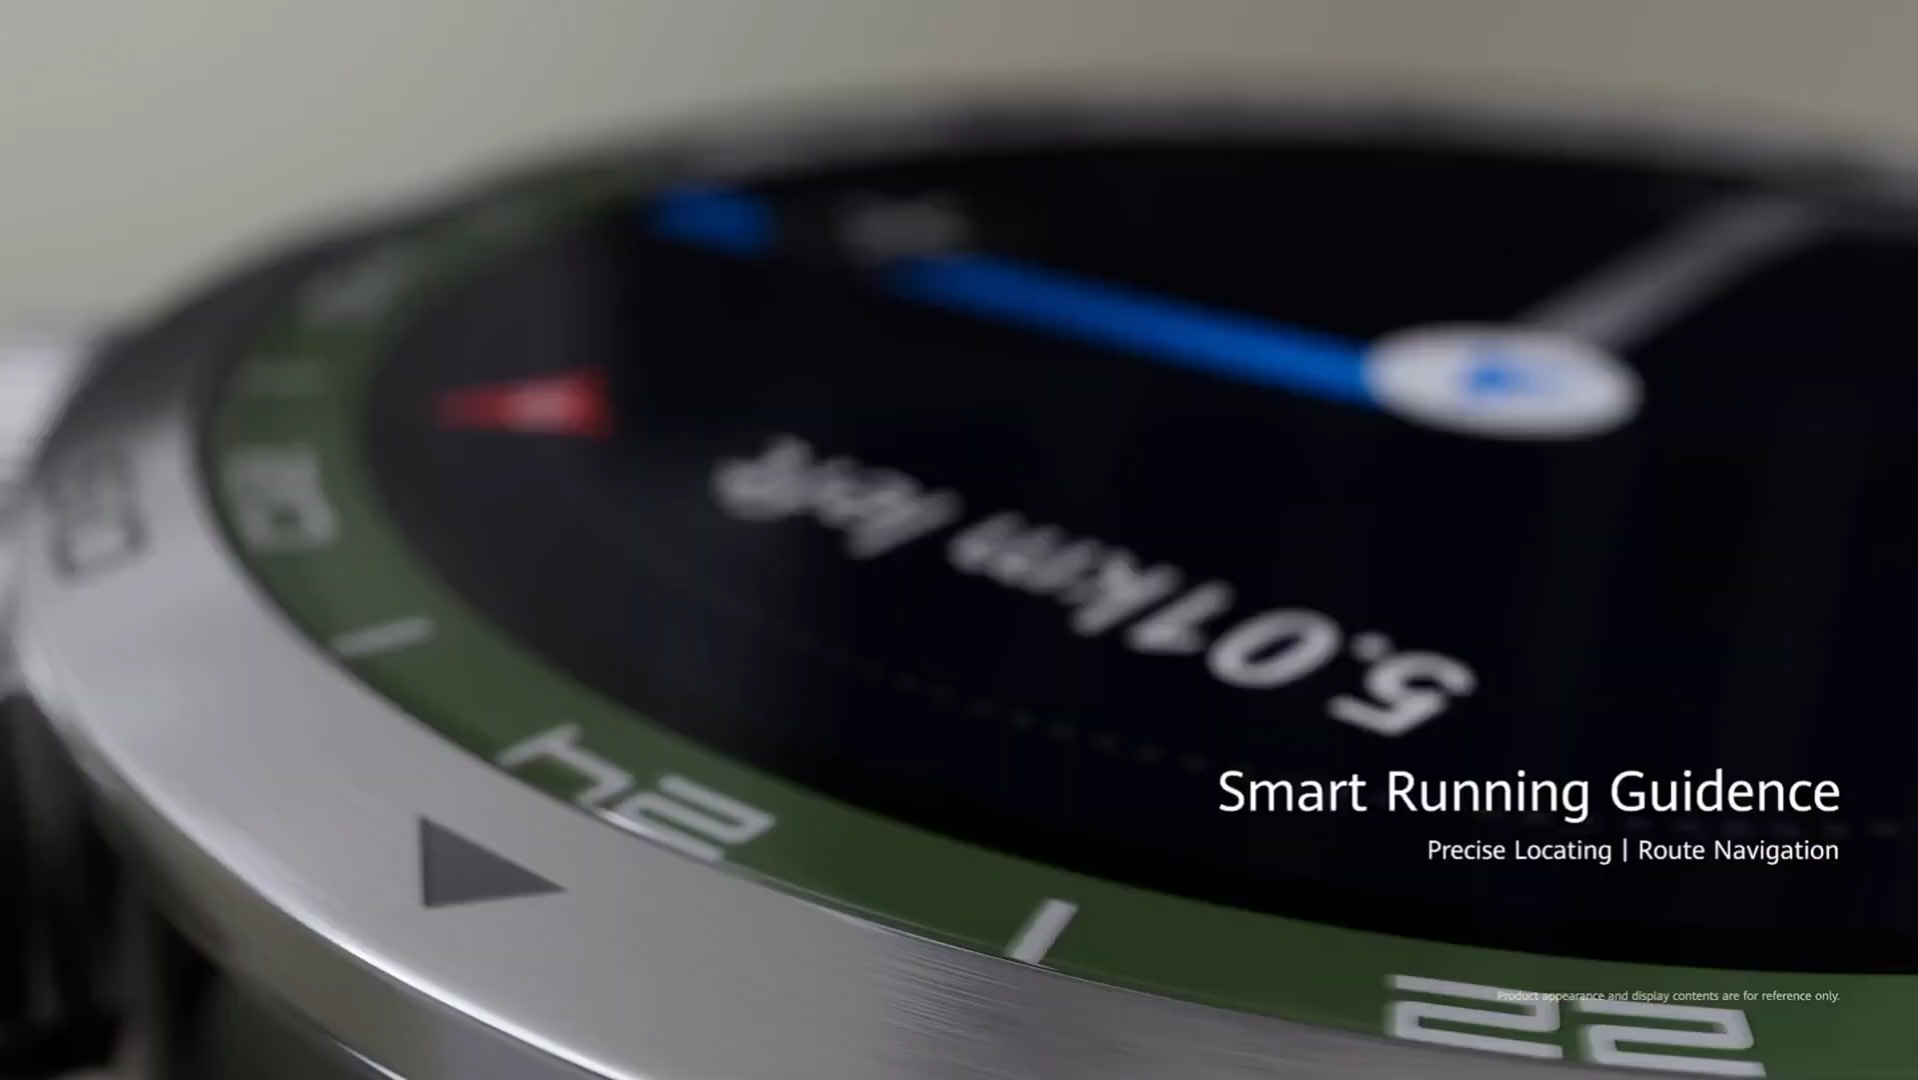 5.01km left
24
22
Smart Running Guidence
Precise Locating | Route Navigation
Product appearance and display contents are for reference only.